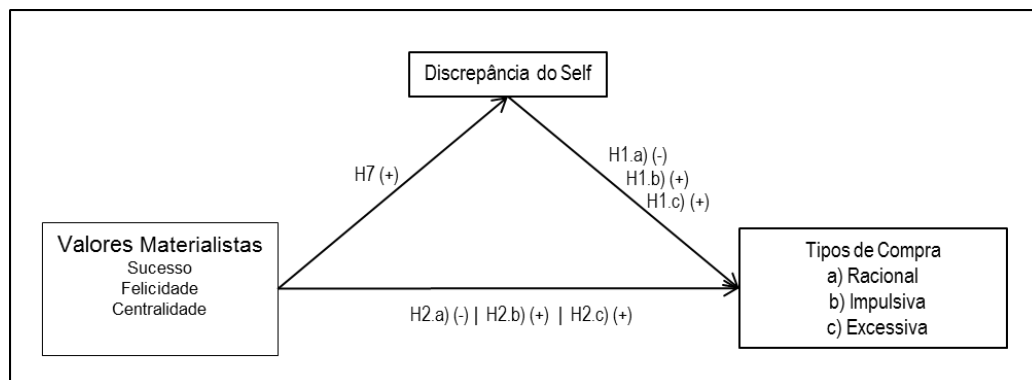 Discrepância do Self
H7 (+)
H1.a) (-)
H1.b) (+)
H1.c) (+)
Valores Materialistas
Sucesso
Felicidade
Centralidade
Tipos de Compra
a) Racional
b) Impulsiva
c) Excessiva
H2.a) (-) | H2.b) (+) | H2.c) (+)